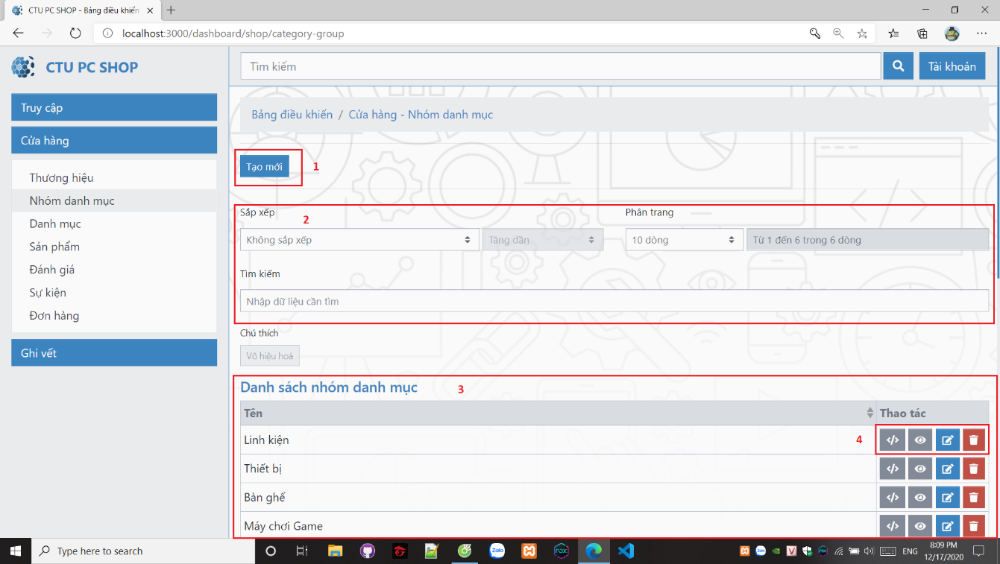 CTU PC SHOP - Bảng điều khiển
localhost:3000/dashboard/shop/category-group
CTU PC SHOP
Tìm kiếm
Tài khoản
Truy cập
Cửa hàng
Thương hiệu
Nhóm danh mục
Danh mục
Sản phẩm
Đánh giá
Sự kiện
Đơn hàng
Ghi vết
Bảng điều khiển / Cửa hàng - Nhóm danh mục
Tạo mới
1
Sắp xếp
2
Phân trang
Không sắp xếp
Tăng dần
10 dòng
Từ 1 đến 6 trong 6 dòng
Tìm kiếm
Nhập dữ liệu cần tìm
Chú thích
Vô hiệu hoá
Danh sách nhóm danh mục
3
Tên
Thao tác
Linh kiện
4
Thiết bị
Bàn ghế
Máy chơi Game
Type here to search
Zalo
nox
ENG
8:09 PM
12/17/2020